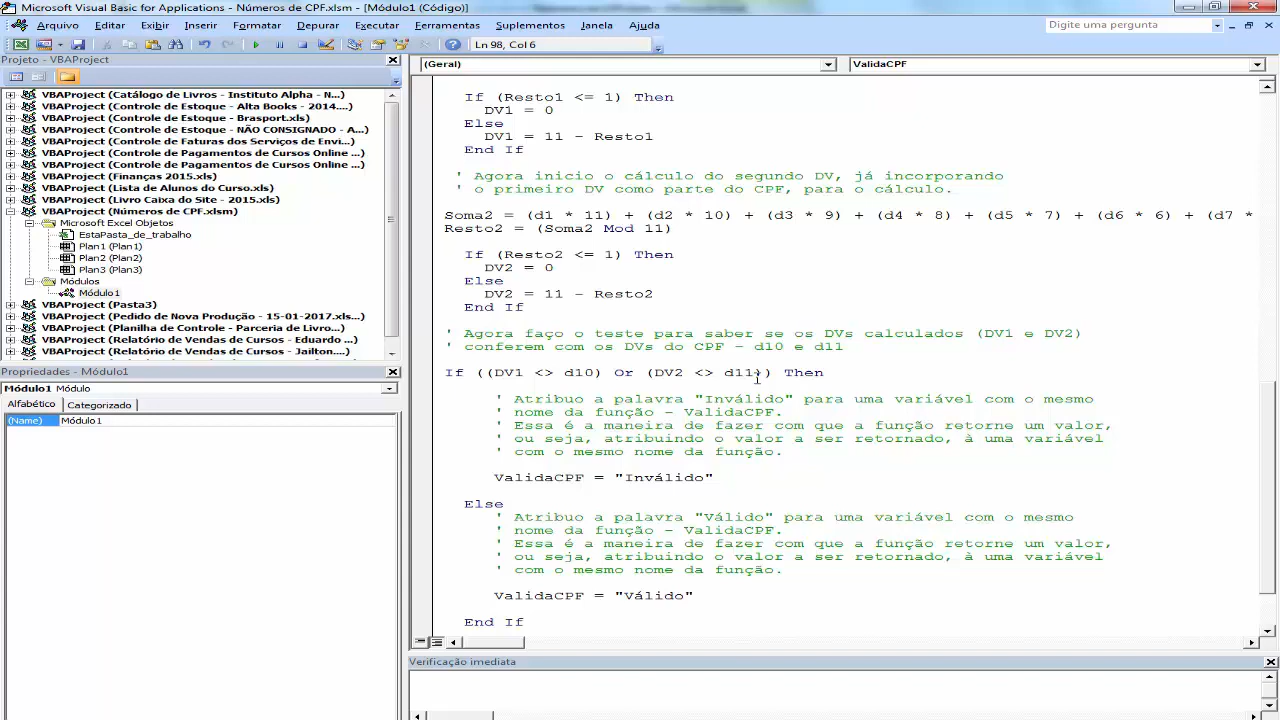 Microsoft Visual Basic for Applications - Números de CPF.xlsm - [Módulo1 (Código)]
Arquivo Editar Exibir Inserir Formatar Depurar Executar Ferramentas Suplementos Janela Ajuda
Digite uma pergunta
Ln 98, Col 6
Projeto - VBAProject
VBAProject (Catálogo de Livros - Instituto Alpha - N...)
VBAProject (Controle de Estoque - Alta Books - 2014....)
VBAProject (Controle de Estoque - Brasport.xls)
VBAProject (Controle de Estoque - NÃO CONSIGNADO - A...)
VBAProject (Controle de Faturas dos Serviços de Envi...)
VBAProject (Controle de Pagamentos de Cursos Online ...)
VBAProject (Controle de Pagamentos de Cursos Online ...)
VBAProject (Finanças 2015.xls)
VBAProject (Lista de Alunos do Curso.xls)
VBAProject (Livro Caixa do Site - 2015.xls)
VBAProject (Números de CPF.xlsm)
Microsoft Excel Objetos
EstaPasta_de_trabalho
Plan1 (Plan1)
Plan2 (Plan2)
Plan3 (Plan3)
Módulos
Módulo1
VBAProject (Pasta3)
VBAProject (Pedido de Nova Produção - 15-01-2017.xls)
VBAProject (Planilha de Controle - Parceria de Livro...)
VBAProject (Relatório de Vendas de Cursos - Eduardo ...)
VBAProject (Relatório de Vendas de Cursos - Jailton....)
Propriedades - Módulo1
Módulo1 Módulo
Alfabético Categorizado
(Name) Módulo1
(Geral) ValidaCPF
If (Resto1 <= 1) Then
DV1 = 0
Else
DV1 = 11 - Resto1
End If
' Agora inicio o cálculo do segundo DV, já incorporando
' o primeiro DV como parte do CPF, para o cálculo.
Soma2 = (d1 * 11) + (d2 * 10) + (d3 * 9) + (d4 * 8) + (d5 * 7) + (d6 * 6) + (d7 *
Resto2 = (Soma2 Mod 11)
If (Resto2 <= 1) Then
DV2 = 0
Else
DV2 = 11 - Resto2
End If
' Agora faço o teste para saber se os DVs calculados (DV1 e DV2)
' conferem com os DVs do CPF - d10 e d11
If ((DV1 <> d10) Or (DV2 <> d11)) Then
' Atribuo a palavra "Inválido" para uma variável com o mesmo
' nome da função - ValidaCPF.
' Essa é a maneira de fazer com que a função retorne um valor,
' ou seja, atribuindo o valor a ser retornado, à uma variável
' com o mesmo nome da função.
ValidaCPF = "Inválido"
Else
' Atribuo a palavra "Válido" para uma variável com o mesmo
' nome da função - ValidaCPF.
' Essa é a maneira de fazer com que a função retorne um valor,
' ou seja, atribuindo o valor a ser retornado, à uma variável
' com o mesmo nome da função.
ValidaCPF = "Válido"
End If
Verificação imediata